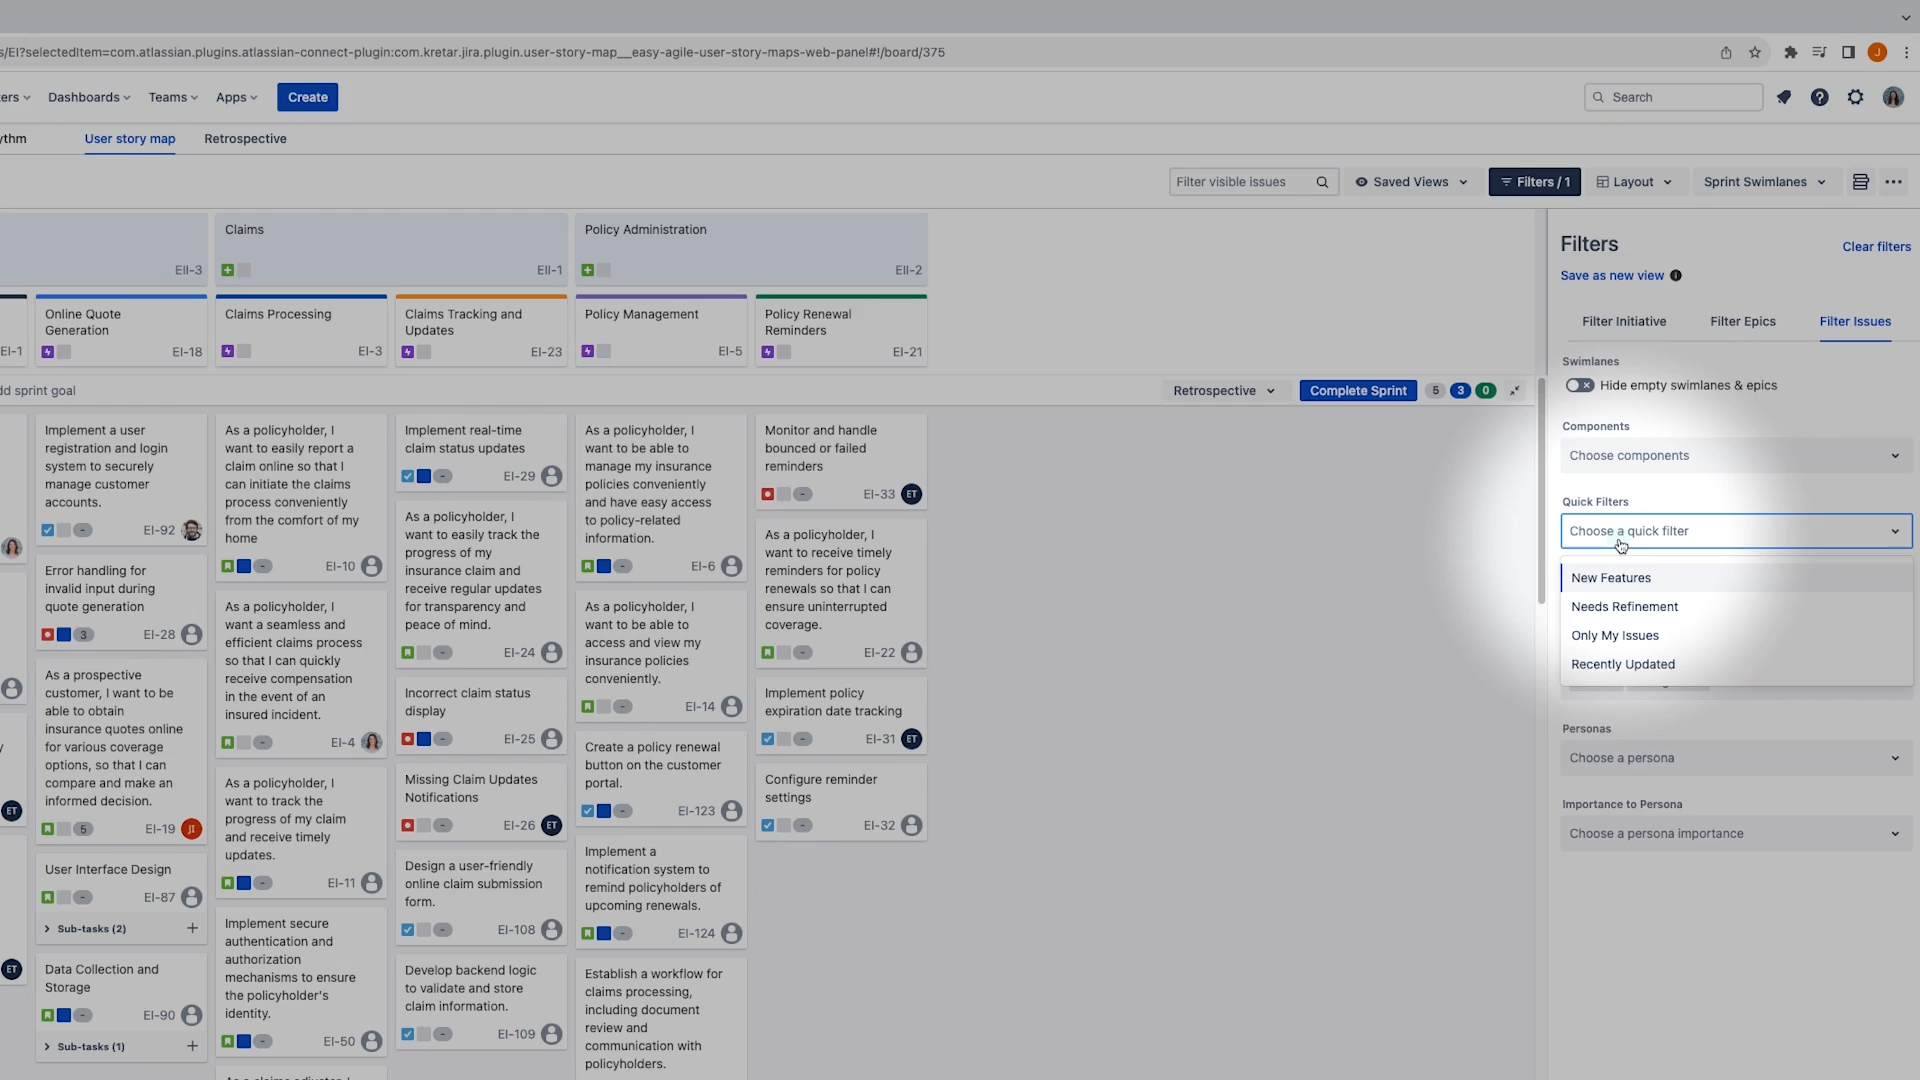 s/EI?selectedItem=com.atlassian.plugins.atlassian-connect-plugin:com.kretar.jira.plugin.user-story-map__easy-agile-user-story-maps-web-panel#!/board/375
J
ers
Dashboards
Teams
Apps
Create
Search
ythm
User story map
Retrospective
Filter visible issues
Saved Views
Filters / 1
Layout
Sprint Swimlanes
EII-3
Claims
EII-1
Policy Administration
EII-2
EI-1
Online Quote
Generation
EI-18
Claims Processing
EI-3
Claims Tracking and
Updates
EI-23
Policy Management
EI-5
Policy Renewal
Reminders
EI-21
dd sprint goal
Retrospective
Complete Sprint
5
3
0
y
ET
ET
Implement a user
registration and login
system to securely
manage customer
accounts.
-
EI-92
Error handling for
invalid input during
quote generation
3
EI-28
As a prospective
customer, I want to be
able to obtain
insurance quotes online
for various coverage
options, so that I can
compare and make an
informed decision.
5
EI-19
JI
User Interface Design
-
EI-87
Sub-tasks (2)
Data Collection and
Storage
-
EI-90
Sub-tasks (1)
As a policyholder, I
want to easily report a
claim online so that I
can initiate the claims
process conveniently
from the comfort of my
home
-
EI-10
As a policyholder, I
want a seamless and
efficient claims process
so that I can quickly
receive compensation
in the event of an
insured incident.
-
EI-4
As a policyholder, I
want to track the
progress of my claim
and receive timely
updates.
-
EI-11
Implement secure
authentication and
authorization
mechanisms to ensure
the policyholder's
identity.
-
EI-50
As a claims adjuster, I
Implement real-time
claim status updates
-
EI-29
As a policyholder, I
want to easily track the
progress of my
insurance claim and
receive regular updates
for transparency and
peace of mind.
-
EI-24
Incorrect claim status
display
-
EI-25
Missing Claim Updates
Notifications
-
EI-26
ET
Design a user-friendly
online claim submission
form.
-
EI-108
Develop backend logic
to validate and store
claim information.
-
EI-109
As a policyholder, I
want to be able to
manage my insurance
policies conveniently
and have easy access
to policy-related
information.
-
EI-6
As a policyholder, I
want to be able to
access and view my
insurance policies
conveniently.
-
EI-14
Create a policy renewal
button on the customer
portal.
-
EI-123
Implement a
notification system to
remind policyholders of
upcoming renewals.
-
EI-124
Establish a workflow for
claims processing,
including document
review and
communication with
policyholders.
Monitor and handle
bounced or failed
reminders
-
EI-33
ET
As a policyholder, I
want to receive timely
reminders for policy
renewals so that I can
ensure uninterrupted
coverage.
-
EI-22
Implement policy
expiration date tracking
-
EI-31
ET
Configure reminder
settings
-
EI-32
Filters
Clear filters
Save as new view
Filter Initiative
Filter Epics
Filter Issues
Swimlanes
Hide empty swimlanes & epics
Components
Choose components
Quick Filters
Choose a quick filter
New Features
Needs Refinement
Only My Issues
Recently Updated
Personas
Choose a persona
Importance to Persona
Choose a persona importance